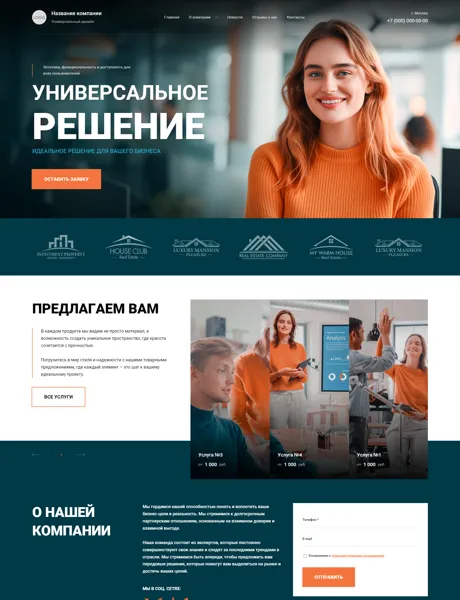 LOGO
Название компании
Универсальный дизайн
Главная
О компании
Новости
Отзывы о нас
Контакты
г. Москва
+7 (000) 000-00-00
Эстетика, функциональность и доступность для
всех пользователей
УНИВЕРСАЛЬНОЕ
РЕШЕНИЕ
ИДЕАЛЬНОЕ РЕШЕНИЕ ДЛЯ ВАШЕГО БИЗНЕСА
ОСТАВИТЬ ЗАЯВКУ
INVESTMENT PROPERTY
HOUSE CLUB
Real Estate
LUXURY MANSION
PLEASURE
REAL ESTATE COMPANY
MY WARM HOUSE
Real Estate
LUXURY MANSION
PLEASURE
ПРЕДЛАГАЕМ ВАМ
В каждом продукте мы видим не просто материал, а
возможность создать уникальное пространство, где красота
сочетается с прочностью.
Погрузитесь в мир стиля и надежности с нашими товарными
предложениями, где каждый элемент – это шаг к вашему
идеальному проекту.
ВСЕ УСЛУГИ
Analysis
Услуга №3
от 1 000 руб.
Услуга №4
от 1 000 руб.
Услуга №1
от 1 000 руб.
О НАШЕЙ
КОМПАНИИ
Мы гордимся нашей способностью понять и воплотить ваши
бизнес-цели в реальность. Мы стремимся к долгосрочным
партнерским отношениям, основанным на взаимном доверии и
взаимной выгоде.
Наша команда состоит из экспертов, которые постоянно
совершенствуют свои знания и следят за последними трендами в
отрасли. Мы стремимся быть впереди, чтобы предложить вам
передовые решения, которые помогут вам выделиться на рынке и
достичь ваших целей.
МЫ В СОЦ. СЕТЯХ:
Телефон *
E-mail
Ознакомлен с
ОТПРАВИТЬ